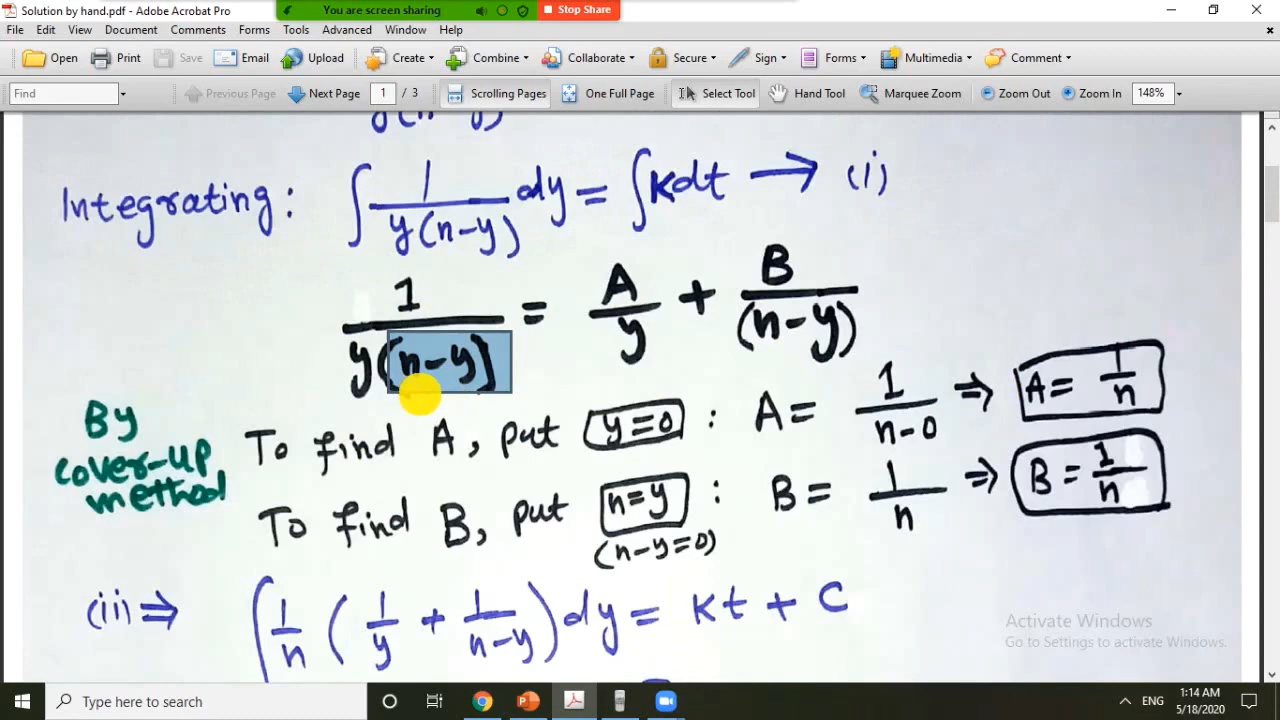 Solution by hand.pdf - Adobe Acrobat Pro
You are screen sharing
Stop Share
File Edit View Document Comments Forms Tools Advanced Window Help
Open Print Save Email Upload Create Combine Collaborate Secure Sign Forms Multimedia Comment
Find Previous Page Next Page 1 / 3 Scrolling Pages One Full Page Select Tool Hand Tool Marquee Zoom Zoom Out Zoom In 148%
Integrating: ∫ 1/y(n-y) dy = ∫ Kdt → (i)
1/y(n-y) = A/y + B/(n-y)
By cover-up method
To find A, put y=0 : A = 1/n-0 ⇒ A = 1/n
To find B, put n=y : B = 1/n ⇒ B = 1/n
(n-y=0)
(ii) ⇒ ∫ 1/n ( 1/y + 1/n-y ) dy = Kt + C
Activate Windows
Go to Settings to activate Windows.
Type here to search
ENG
1:14 AM
5/18/2020